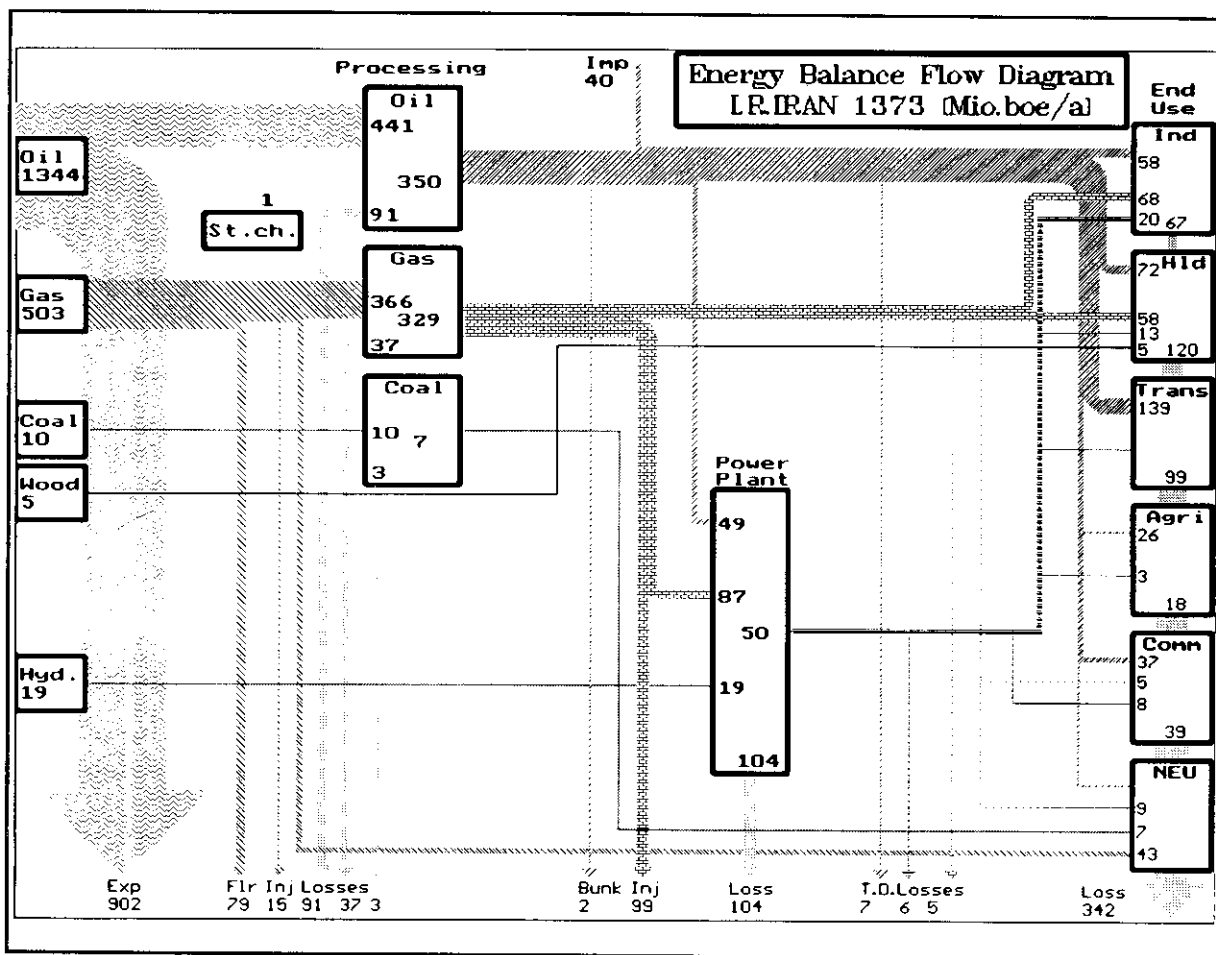 Energy Balance Flow Diagram
I.R.IRAN 1373 (Mio.boe/a)
Processing
Imp
40
End
Use
Oil
1344
Gas
503
Coal
10
Wood
5
Hyd.
19
1
St.ch.
Oil
441
350
91
Gas
366
329
37
Coal
10
7
3
Power
Plant
49
87
50
19
104
Ind
58
68
20
67
Hld
72
58
13
5
120
Trans
139
99
Agri
26
3
18
Comm
37
5
8
39
NEU
9
7
43
Exp
902
Flr Inj Losses
79 15 91 37 3
Bunk Inj
2 99
Loss
104
T.D.Losses
7 6 5
Loss
342